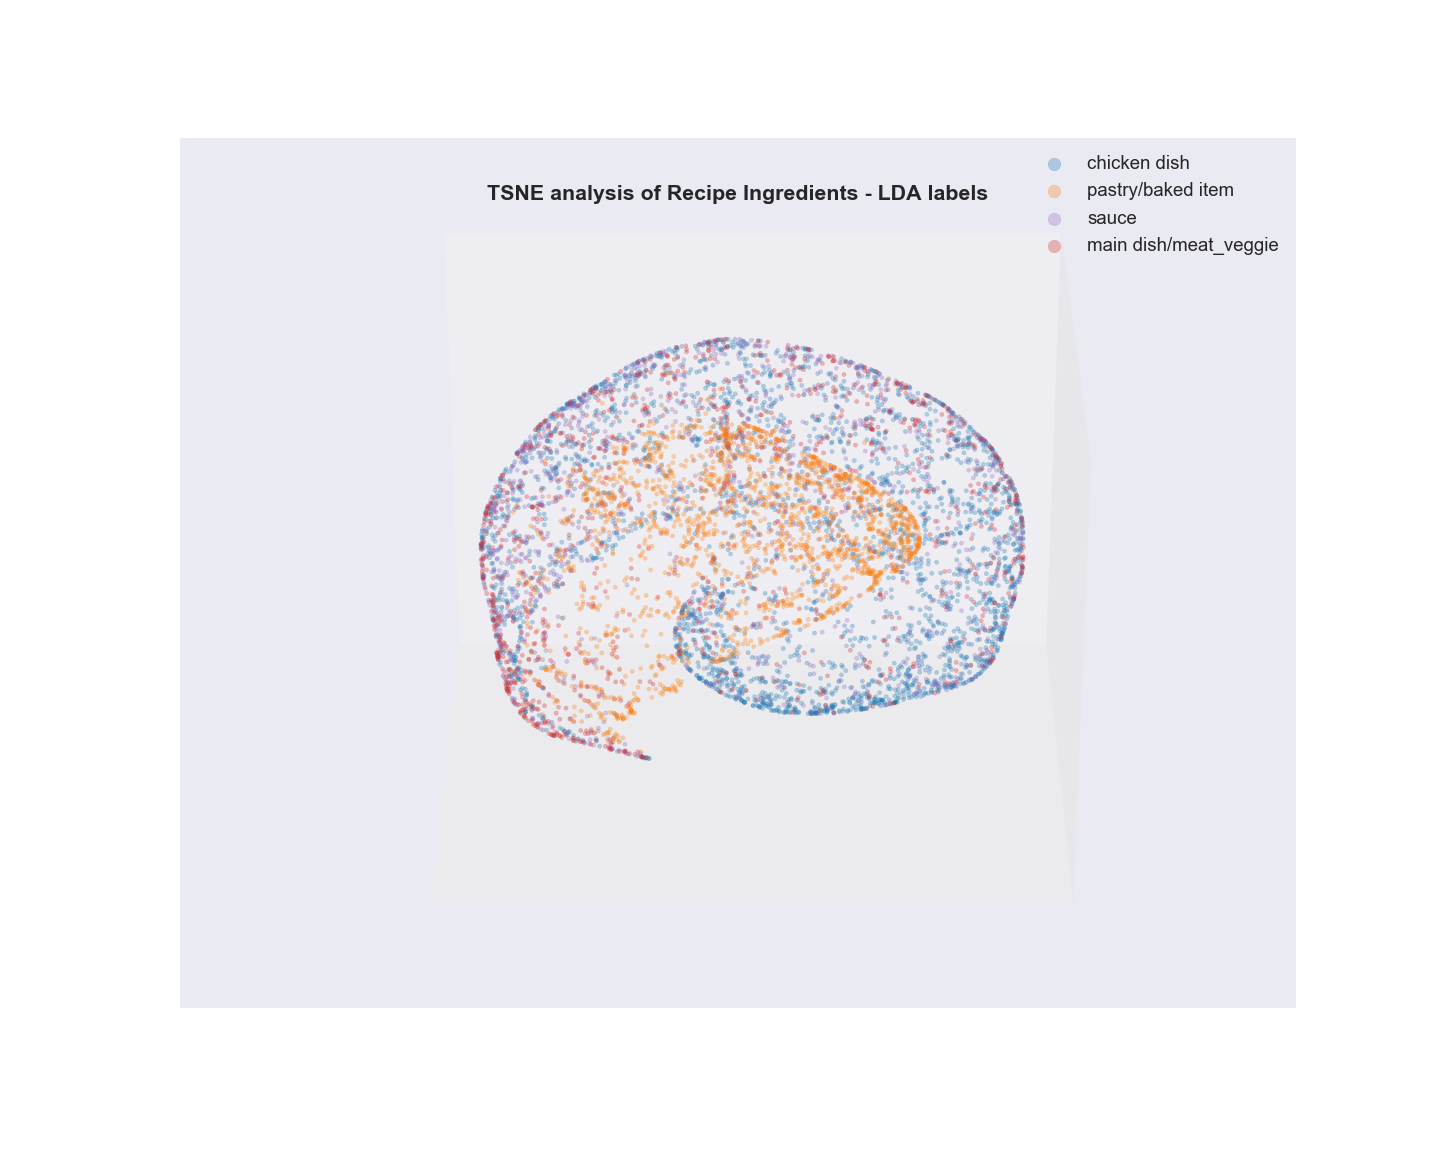 TSNE analysis of Recipe Ingredients - LDA labels
chicken dish
pastry/baked item
sauce
main dish/meat_veggie